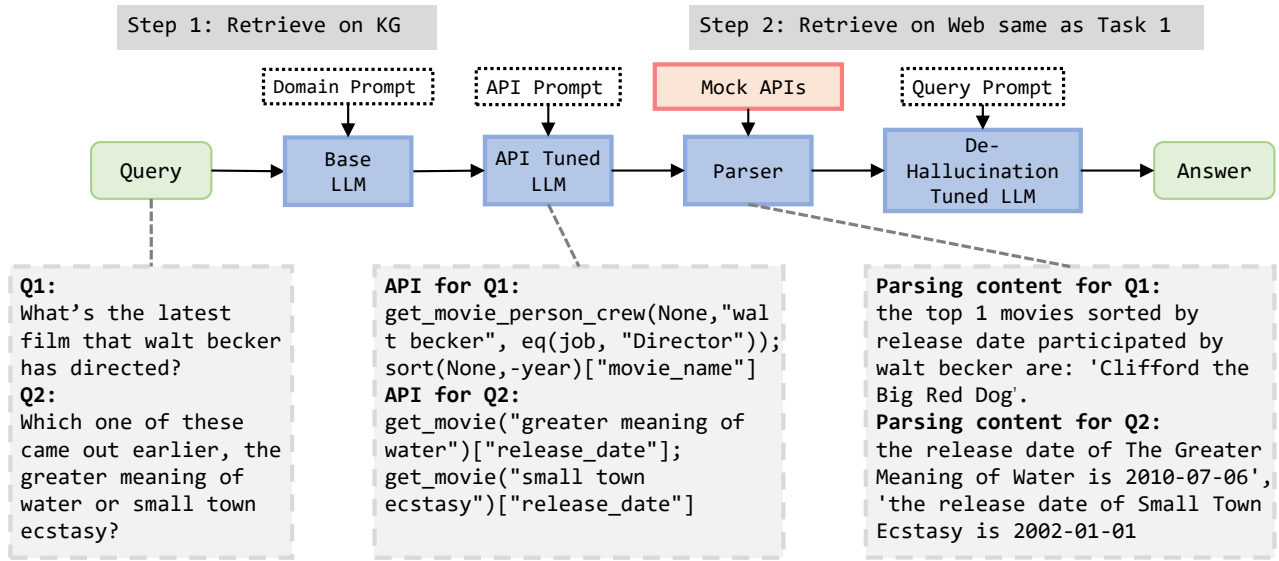 Step 1: Retrieve on KG
Step 2: Retrieve on Web same as Task 1
Domain Prompt
API Prompt
Mock APIs
Query Prompt
Query
Base
LLM
API Tuned
LLM
Parser
De-
Hallucination
Tuned LLM
Answer
Q1:
What’s the latest
film that walt becker
has directed?
Q2:
Which one of these
came out earlier, the
greater meaning of
water or small town
ecstasy?
API for Q1:
get_movie_person_crew(None,"wal
t becker", eq(job, "Director"));
sort(None,-year)["movie_name"]
API for Q2:
get_movie("greater meaning of
water")["release_date"];
get_movie("small town
ecstasy")["release_date"]
Parsing content for Q1:
the top 1 movies sorted by
release date participated by
walt becker are: 'Clifford the
Big Red Dog’.
Parsing content for Q2:
the release date of The Greater
Meaning of Water is 2010-07-06',
'the release date of Small Town
Ecstasy is 2002-01-01